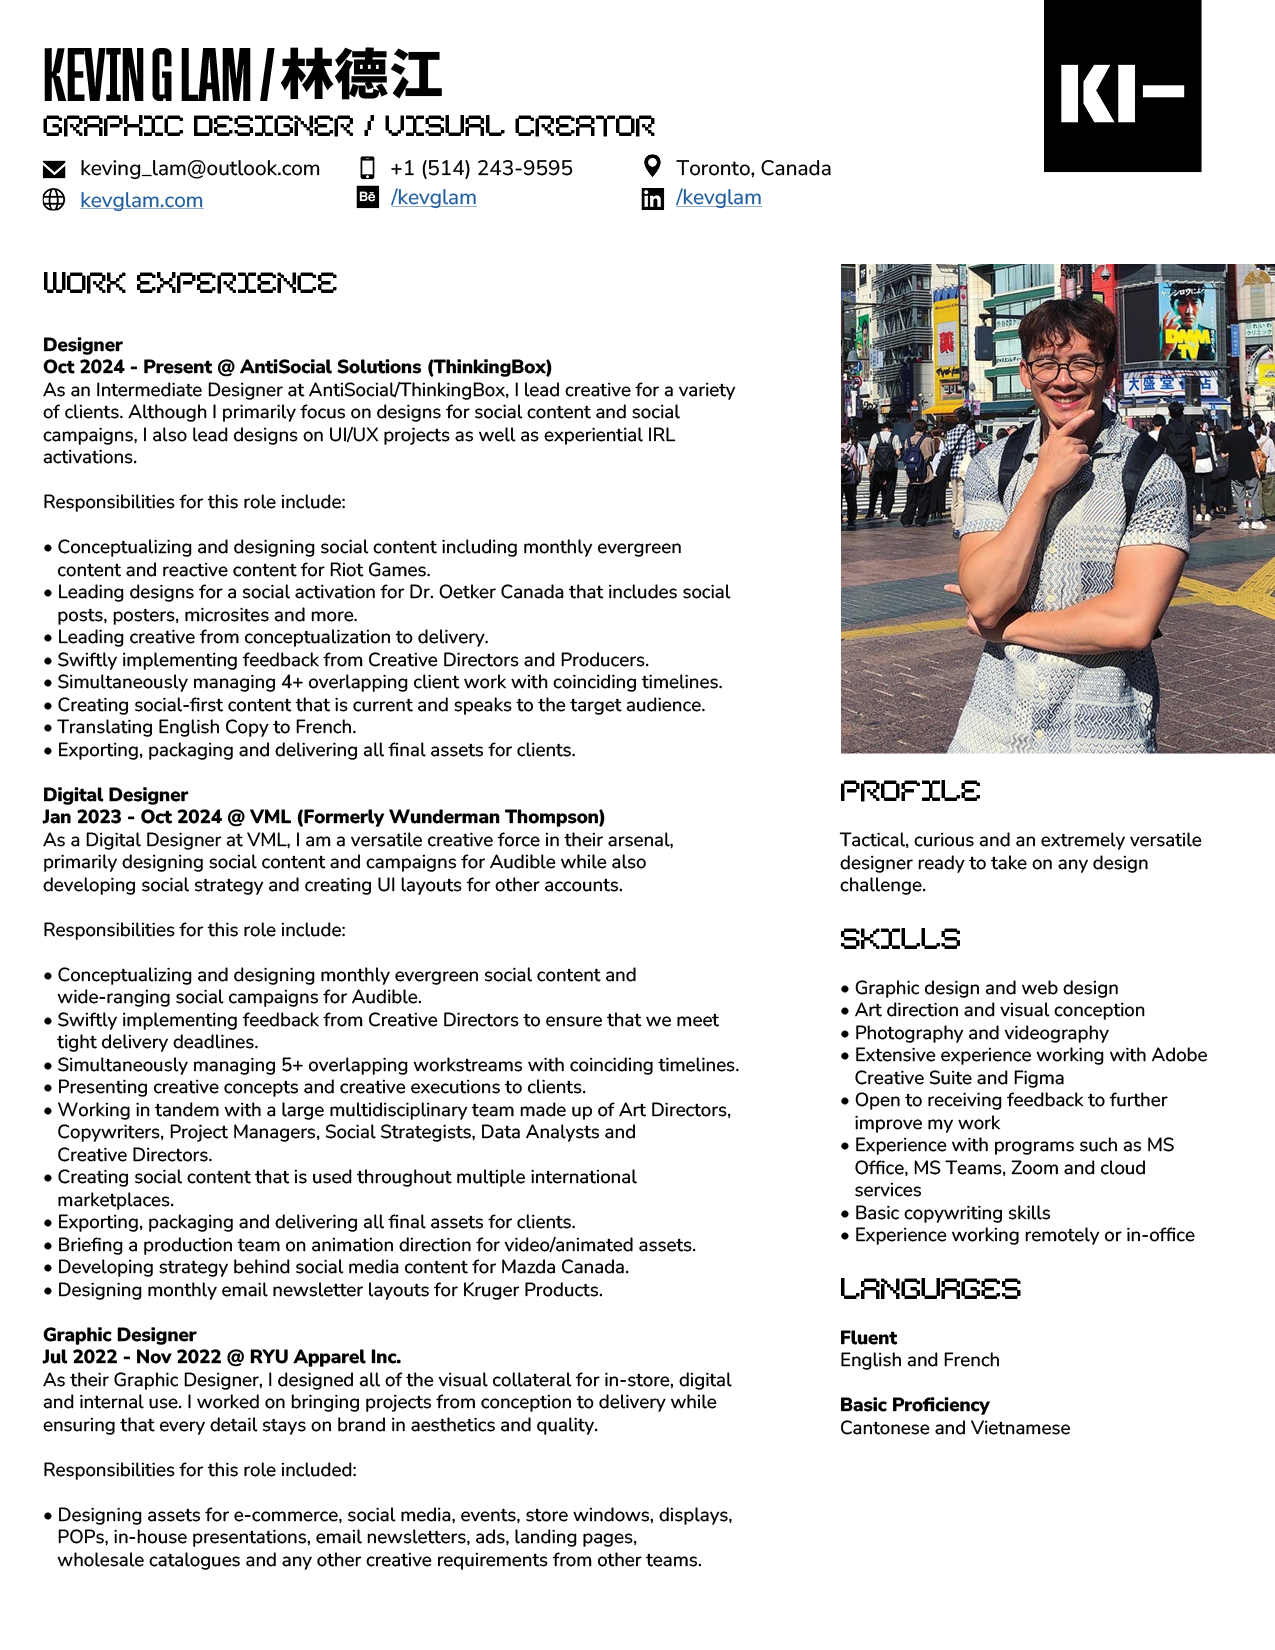 KEVIN G LAM / 林德江
GRAPHIC DESIGNER / VISUAL CREATOR
keving_lam@outlook.com
+1 (514) 243-9595
Toronto, Canada
kevglam.com
Bē
/kevglam
in
/kevglam
WORK EXPERIENCE
Designer
Oct 2024 - Present @ AntiSocial Solutions (ThinkingBox)
As an Intermediate Designer at AntiSocial/ThinkingBox, I lead creative for a variety
of clients. Although I primarily focus on designs for social content and social
campaigns, I also lead designs on UI/UX projects as well as experiential IRL
activations.
Responsibilities for this role include:
• Conceptualizing and designing social content including monthly evergreen
content and reactive content for Riot Games.
• Leading designs for a social activation for Dr. Oetker Canada that includes social
posts, posters, microsites and more.
• Leading creative from conceptualization to delivery.
• Swiftly implementing feedback from Creative Directors and Producers.
• Simultaneously managing 4+ overlapping client work with coinciding timelines.
• Creating social-first content that is current and speaks to the target audience.
• Translating English Copy to French.
• Exporting, packaging and delivering all final assets for clients.
Digital Designer
Jan 2023 - Oct 2024 @ VML (Formerly Wunderman Thompson)
As a Digital Designer at VML, I am a versatile creative force in their arsenal,
primarily designing social content and campaigns for Audible while also
developing social strategy and creating UI layouts for other accounts.
Responsibilities for this role include:
• Conceptualizing and designing monthly evergreen social content and
wide-ranging social campaigns for Audible.
• Swiftly implementing feedback from Creative Directors to ensure that we meet
tight delivery deadlines.
• Simultaneously managing 5+ overlapping workstreams with coinciding timelines.
• Presenting creative concepts and creative executions to clients.
• Working in tandem with a large multidisciplinary team made up of Art Directors,
Copywriters, Project Managers, Social Strategists, Data Analysts and
Creative Directors.
• Creating social content that is used throughout multiple international
marketplaces.
• Exporting, packaging and delivering all final assets for clients.
• Briefing a production team on animation direction for video/animated assets.
• Developing strategy behind social media content for Mazda Canada.
• Designing monthly email newsletter layouts for Kruger Products.
Graphic Designer
Jul 2022 - Nov 2022 @ RYU Apparel Inc.
As their Graphic Designer, I designed all of the visual collateral for in-store, digital
and internal use. I worked on bringing projects from conception to delivery while
ensuring that every detail stays on brand in aesthetics and quality.
Responsibilities for this role included:
• Designing assets for e-commerce, social media, events, store windows, displays,
POPs, in-house presentations, email newsletters, ads, landing pages,
wholesale catalogues and any other creative requirements from other teams.
薬
DMM
TV
大盛堂書店
PROFILE
Tactical, curious and an extremely versatile
designer ready to take on any design
challenge.
SKILLS
• Graphic design and web design
• Art direction and visual conception
• Photography and videography
• Extensive experience working with Adobe
Creative Suite and Figma
• Open to receiving feedback to further
improve my work
• Experience with programs such as MS
Office, MS Teams, Zoom and cloud
services
• Basic copywriting skills
• Experience working remotely or in-office
LANGUAGES
Fluent
English and French
Basic Proficiency
Cantonese and Vietnamese